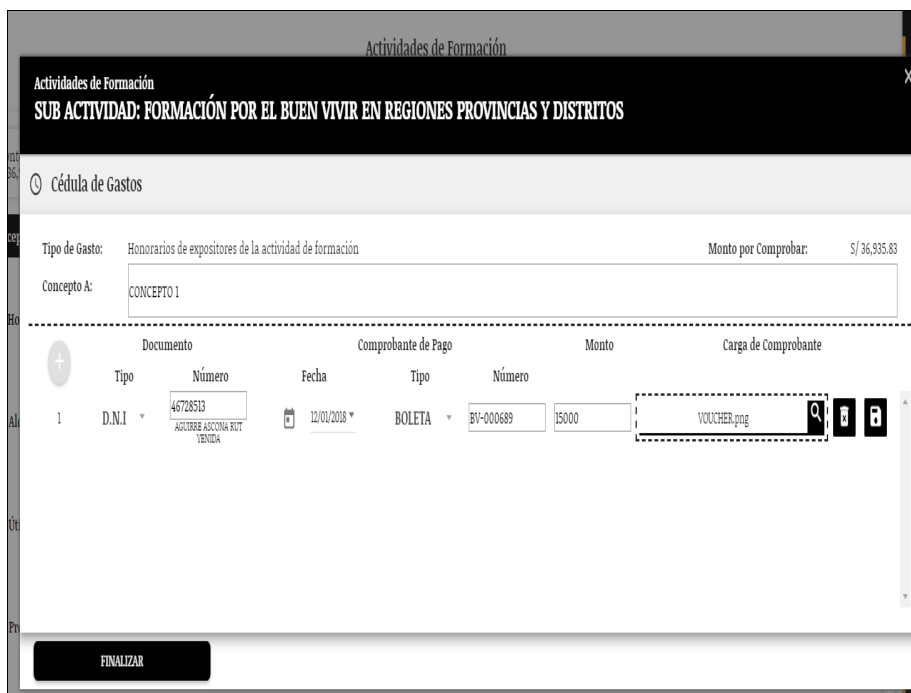 Actividades de Formación
Actividades de Formación
SUB ACTIVIDAD: FORMACIÓN POR EL BUEN VIVIR EN REGIONES PROVINCIAS Y DISTRITOS
Cédula de Gastos
Tipo de Gasto: Honorarios de expositores de la actividad de formación Monto por Comprobar: S/ 36,935.83
Concepto A: CONCEPTO 1
Documento Comprobante de Pago Monto Carga de Comprobante
Tipo Número Fecha Tipo Número
1 D.N.I 46728513 12/01/2018 BOLETA BV-000689 15000 VOUCHER.png
AGUIRRE ASCONA RUT
YENIDA
FINALIZAR